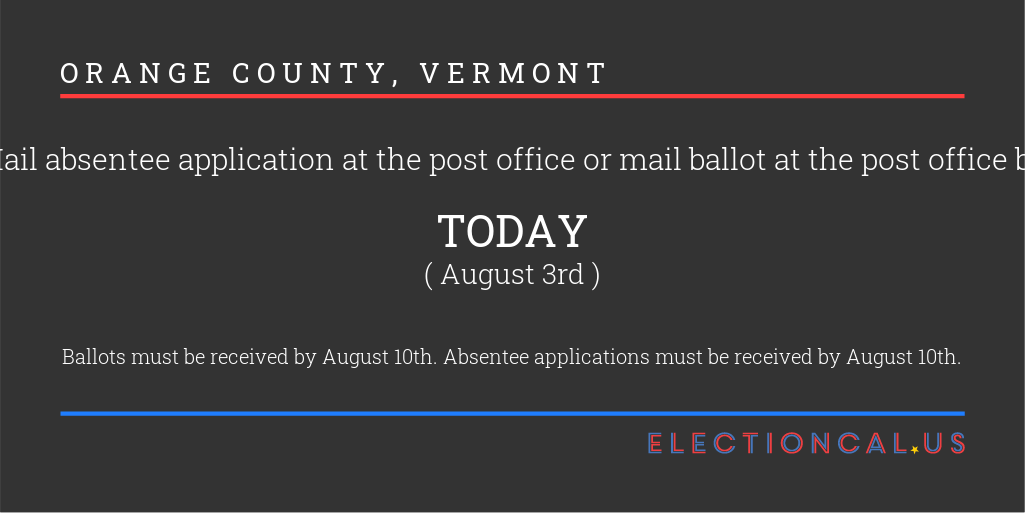 ORANGE COUNTY, VERMONT
absentee application at the post office or mail ballot at the post office
TODAY
( August 3rd )
Ballots must be received by August 10th. Absentee applications must be received by August 10th.
ELECTIONCAL.US